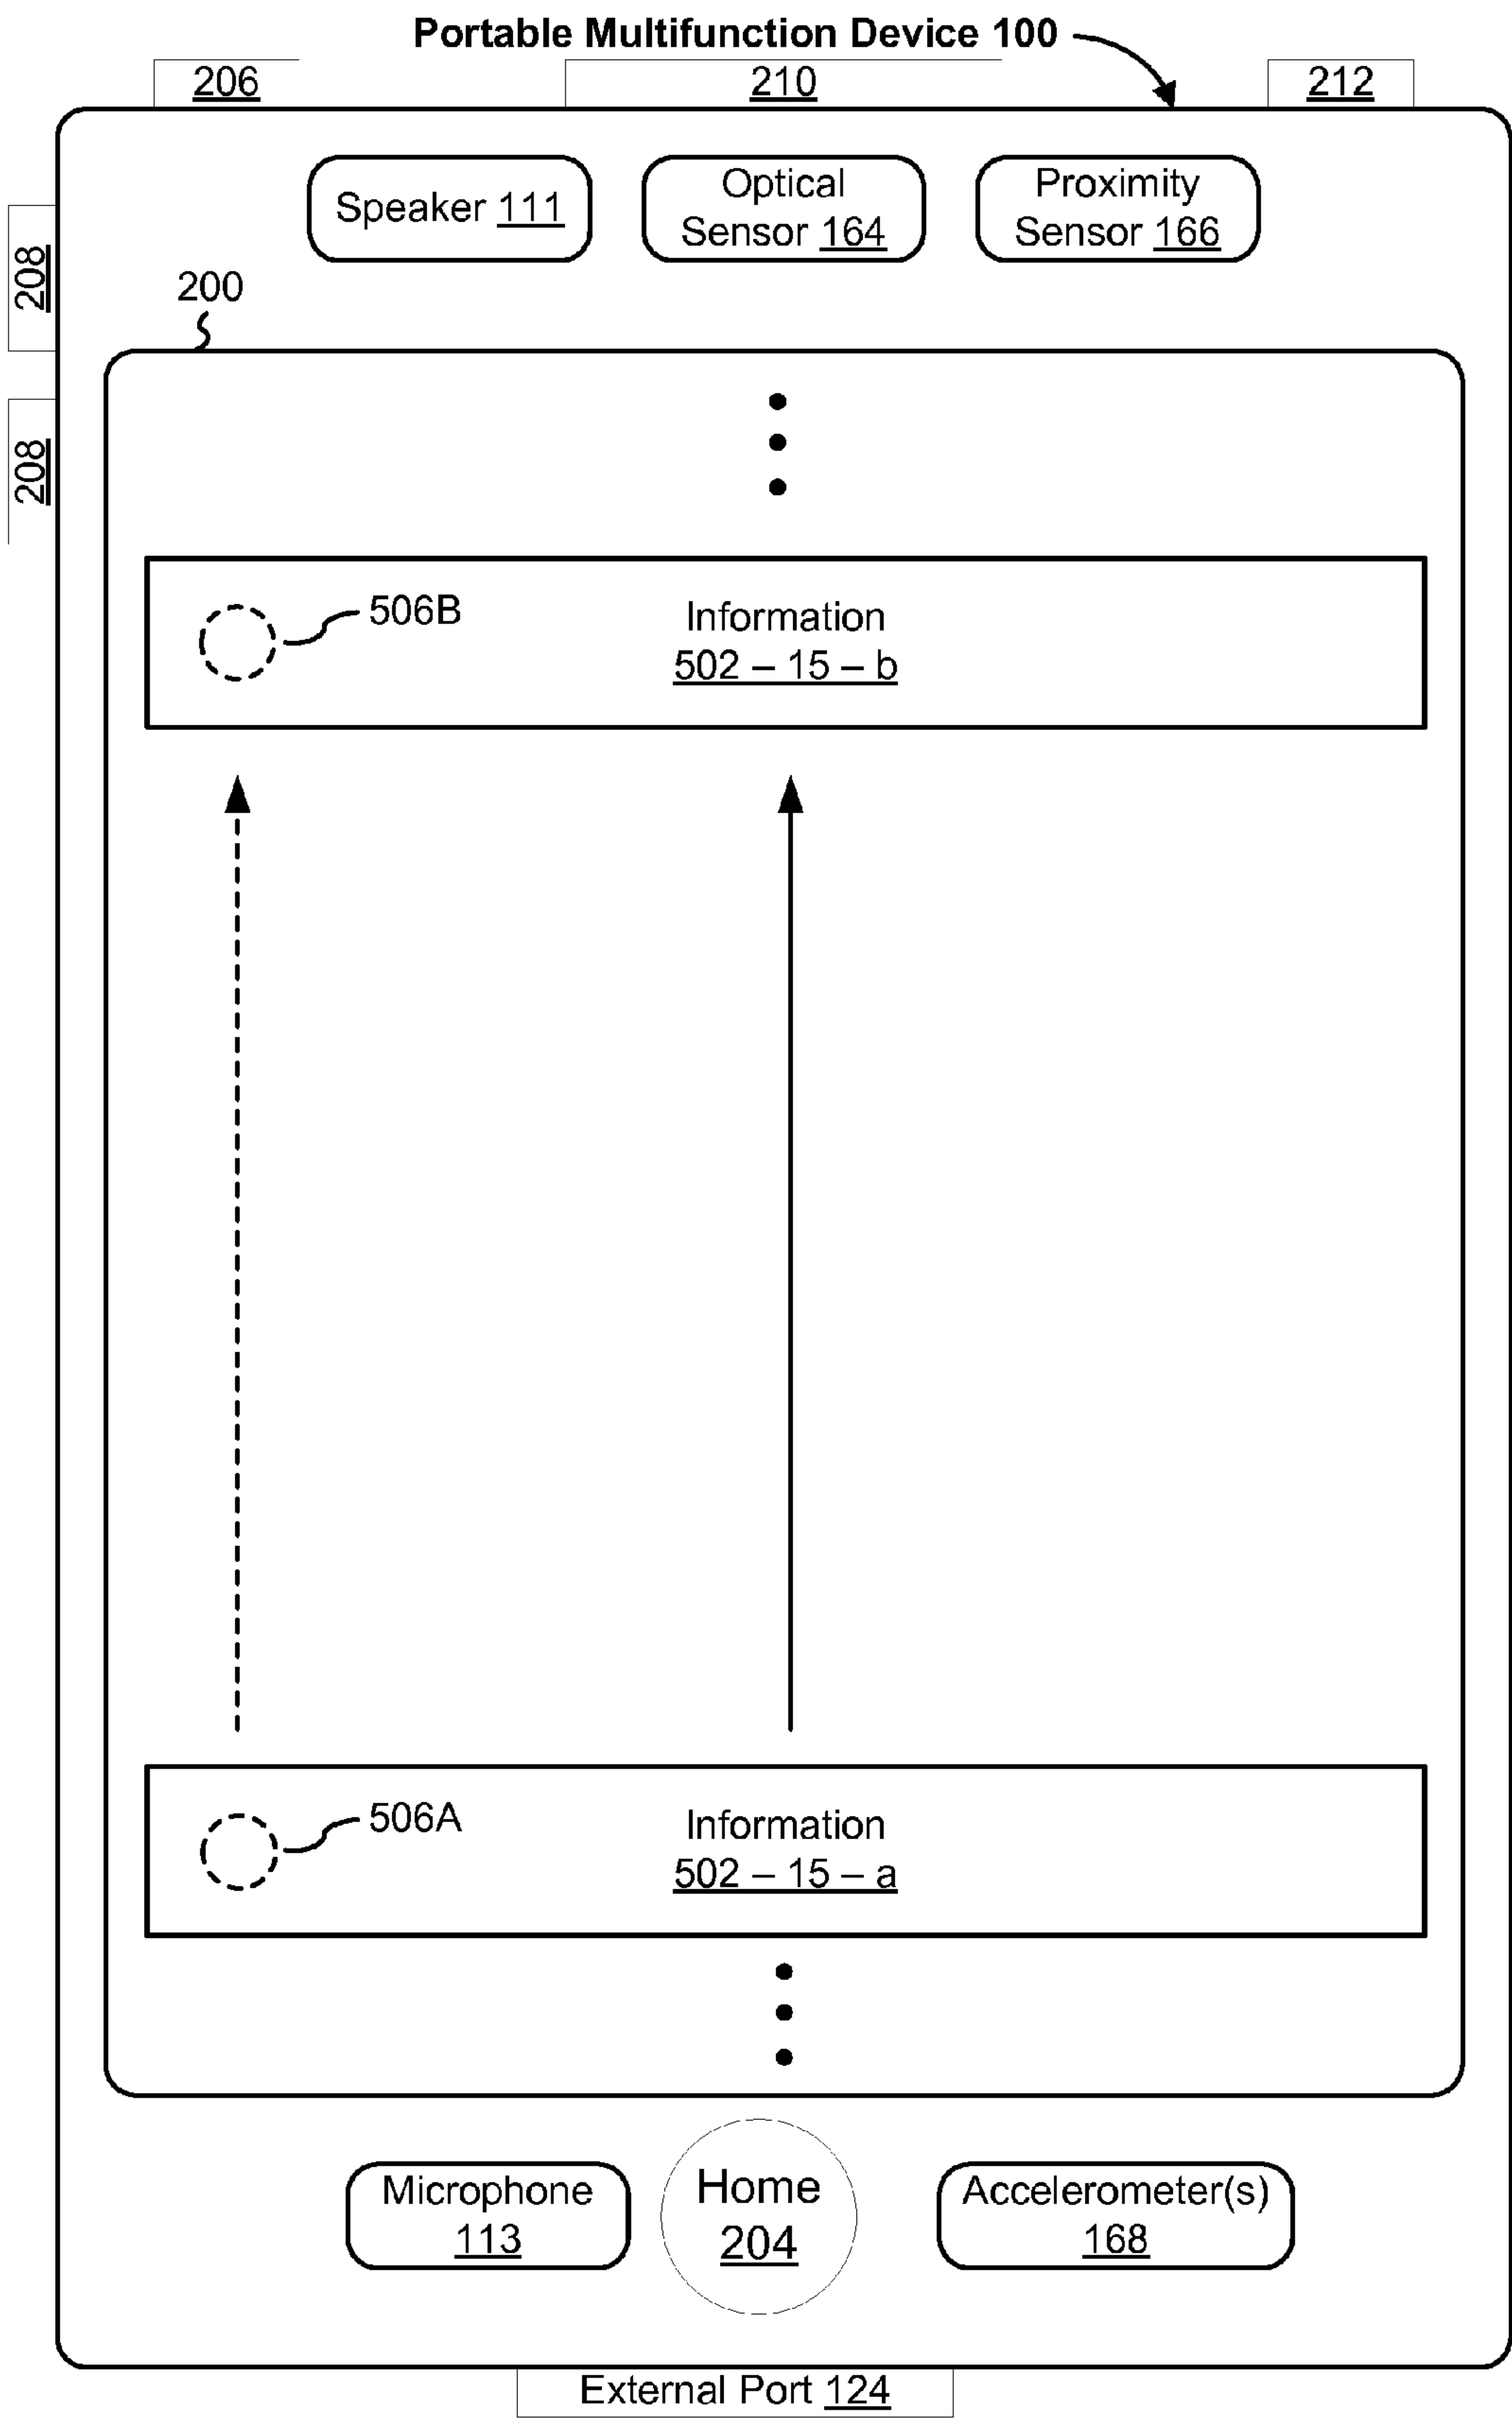 Portable Multifunction Device 100
206
210
212
Speaker 111
Optical
Sensor 164
Proximity
Sensor 166
208
200
208
506B
Information
502 – 15 – b
506A
Information
502 – 15 – a
Microphone
113
Home
204
Accelerometer(s)
168
External Port 124